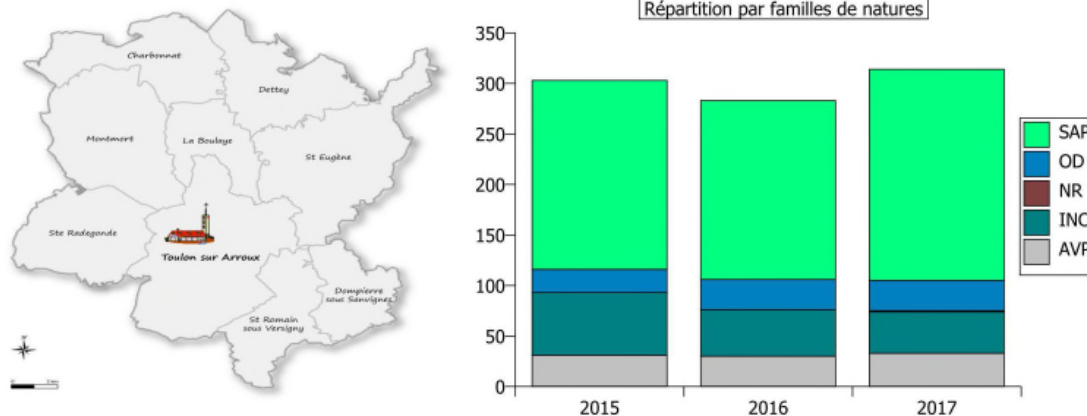 Charbonnat
Dettey
Montmort
La Boulaye
St Eugène
Ste Radegonde
Toulon sur Arroux
Dompierre
sous Sanvignes
St Romain
sous Versigny
Répartition par familles de natures
350
300
250
200
150
100
50
0
2015
2016
2017
SAP
OD
NR
INC